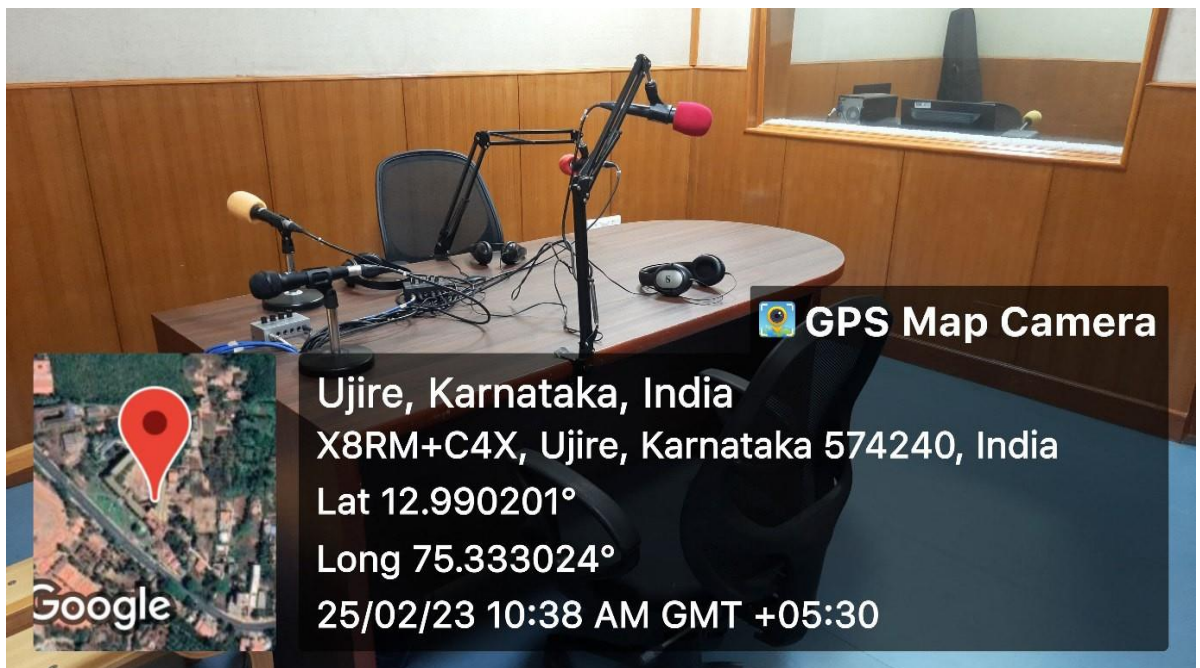 GPS Map Camera
Ujire, Karnataka, India
X8RM+C4X, Ujire, Karnataka 574240, India
Lat 12.990201°
Long 75.333024°
25/02/23 10:38 AM GMT +05:30
Google